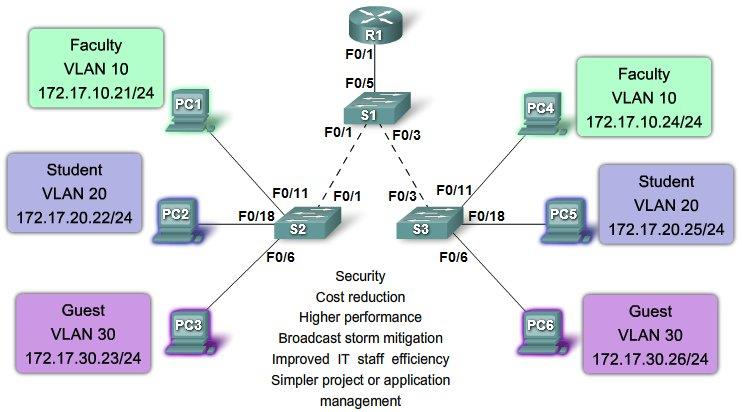 R1
F0/1
F0/5
S1
F0/1
F0/3
Faculty
VLAN 10
172.17.10.21/24
PC1
Student
VLAN 20
172.17.20.22/24
PC2
Guest
VLAN 30
172.17.30.23/24
PC3
F0/11
F0/18
F0/6
F0/1
S2
F0/3
S3
F0/11
F0/18
F0/6
PC4
Faculty
VLAN 10
172.17.10.24/24
PC5
Student
VLAN 20
172.17.20.25/24
PC6
Guest
VLAN 30
172.17.30.26/24
Security
Cost reduction
Higher performance
Broadcast storm mitigation
Improved IT staff efficiency
Simpler project or application
management